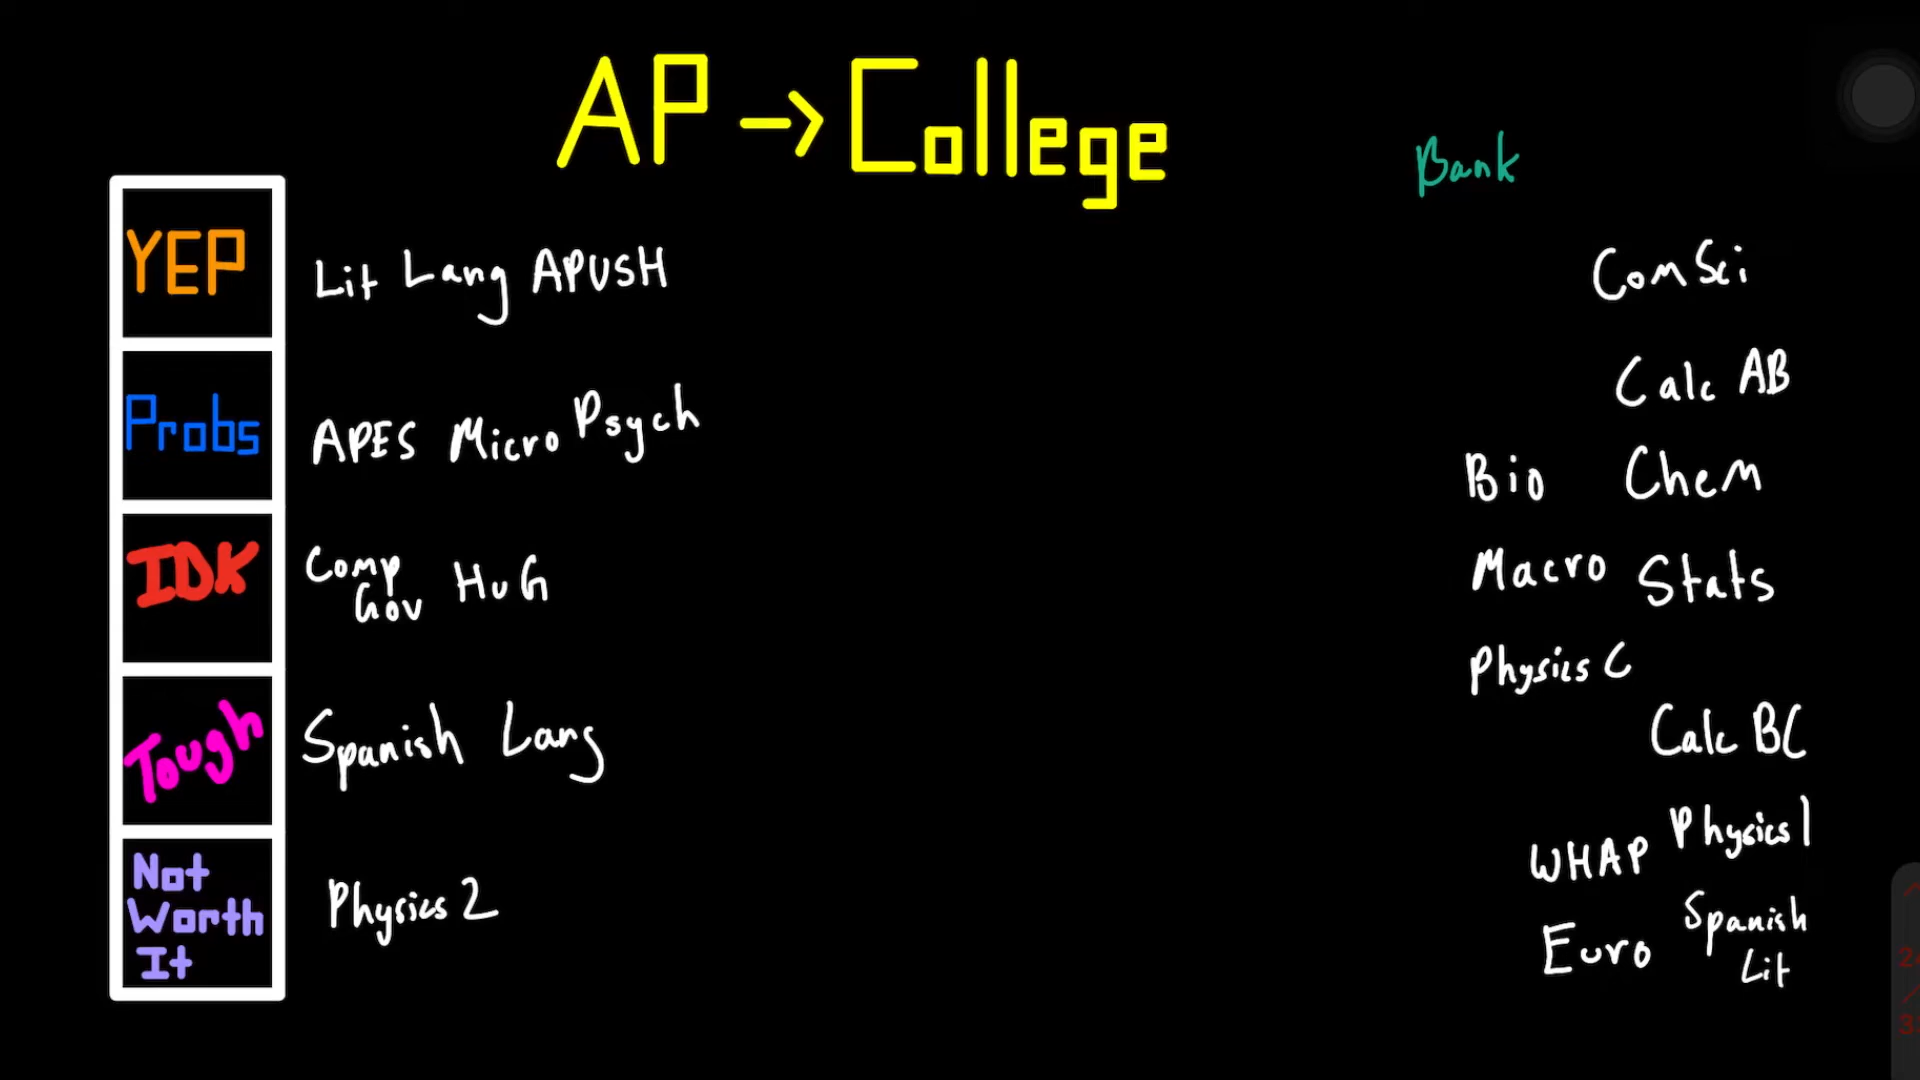 AP → College
Bank
YEP
Lit Lang APUSH
Probs
APES Micro Psych
IDK
Comp Gov HuG
Tough
Spanish Lang
Not
Worth
It
Physics 2
ComSci
Calc AB
Bio Chem
Macro Stats
Physics C
Calc BC
WHAP Physics 1
Euro Spanish Lit